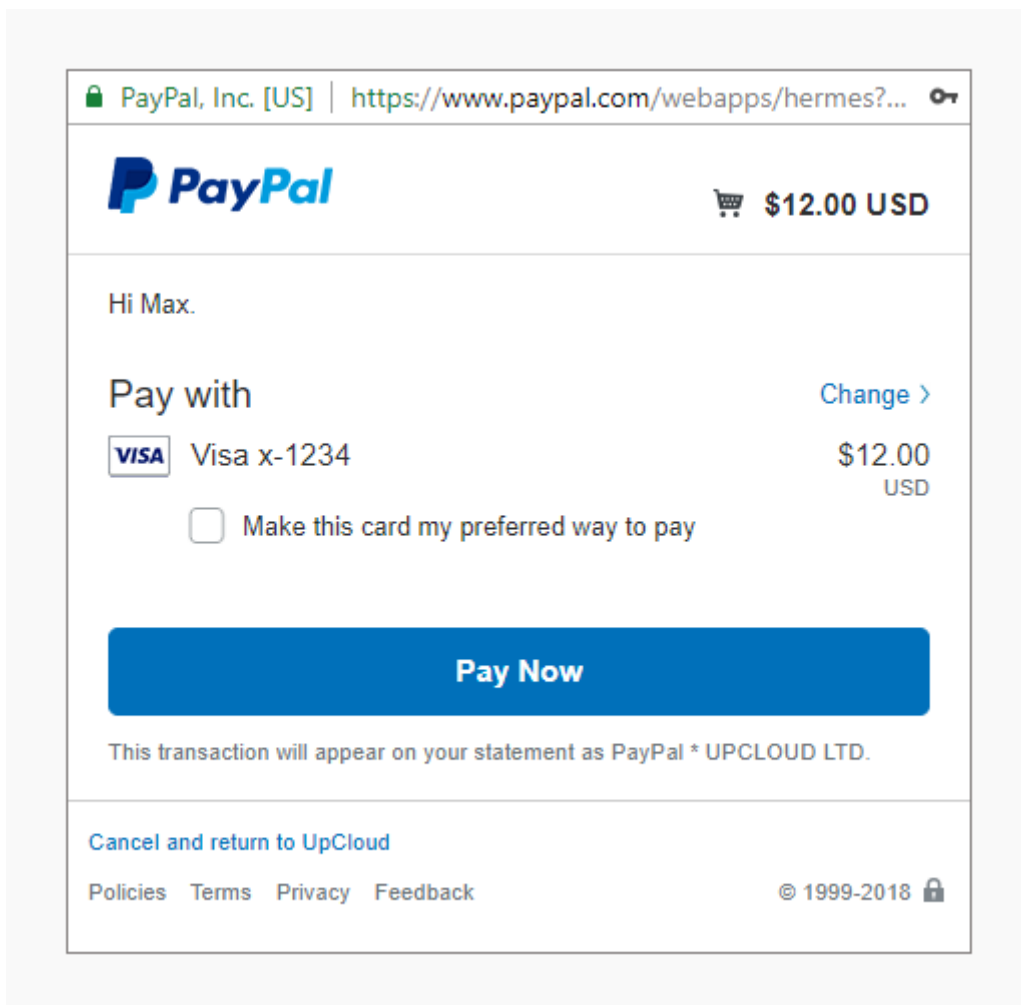 PayPal, Inc. [US] | https://www.paypal.com/webapps/hermes?...
PayPal
$12.00 USD
Hi Max.
Pay with
Change >
VISA Visa x-1234
$12.00
USD
Make this card my preferred way to pay
Pay Now
This transaction will appear on your statement as PayPal * UPCLOUD LTD.
Cancel and return to UpCloud
Policies Terms Privacy Feedback
© 1999-2018